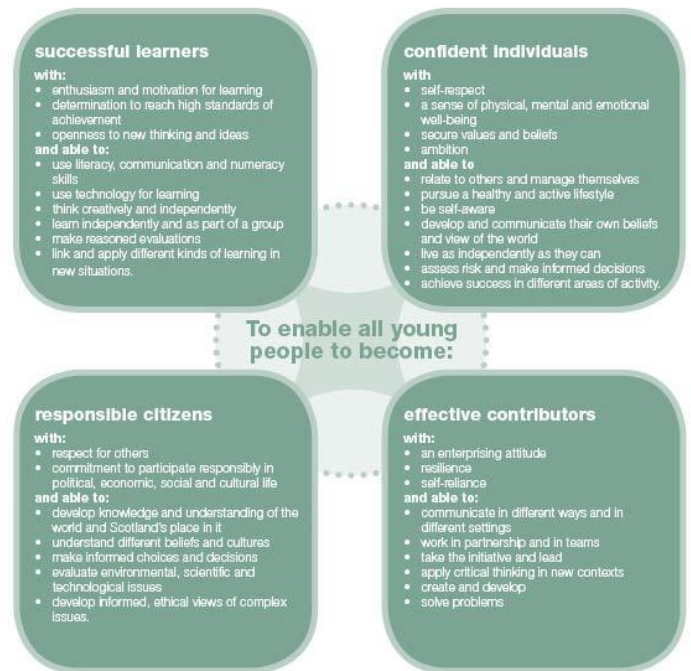 successful learners
with:
• enthusiasm and motivation for learning
• determination to reach high standards of
achievement
• openness to new thinking and ideas
and able to:
• use literacy, communication and numeracy
skills
• use technology for learning
• think creatively and independently
• learn independently and as part of a group
• make reasoned evaluations
• link and apply different kinds of learning in
new situations.
confident individuals
with
• self-respect
• a sense of physical, mental and emotional
well-being
• secure values and beliefs
• ambition
and able to
• relate to others and manage themselves
• pursue a healthy and active lifestyle
• be self-aware
• develop and communicate their own beliefs
and view of the world
• live as independently as they can
• assess risk and make informed decisions
• achieve success in different areas of activity.
To enable all young
people to become:
responsible citizens
with:
• respect for others
• commitment to participate responsibly in
political, economic, social and cultural life
and able to:
• develop knowledge and understanding of the
world and Scotland's place in it
• understand different beliefs and cultures
• make informed choices and decisions
• evaluate environmental, scientific and
technological issues
• develop informed, ethical views of complex
issues.
effective contributors
with:
• an enterprising attitude
• resilience
• self-reliance
and able to:
• communicate in different ways and in
different settings
• work in partnership and in teams
• take the initiative and lead
• apply critical thinking in new contexts
• create and develop
• solve problems